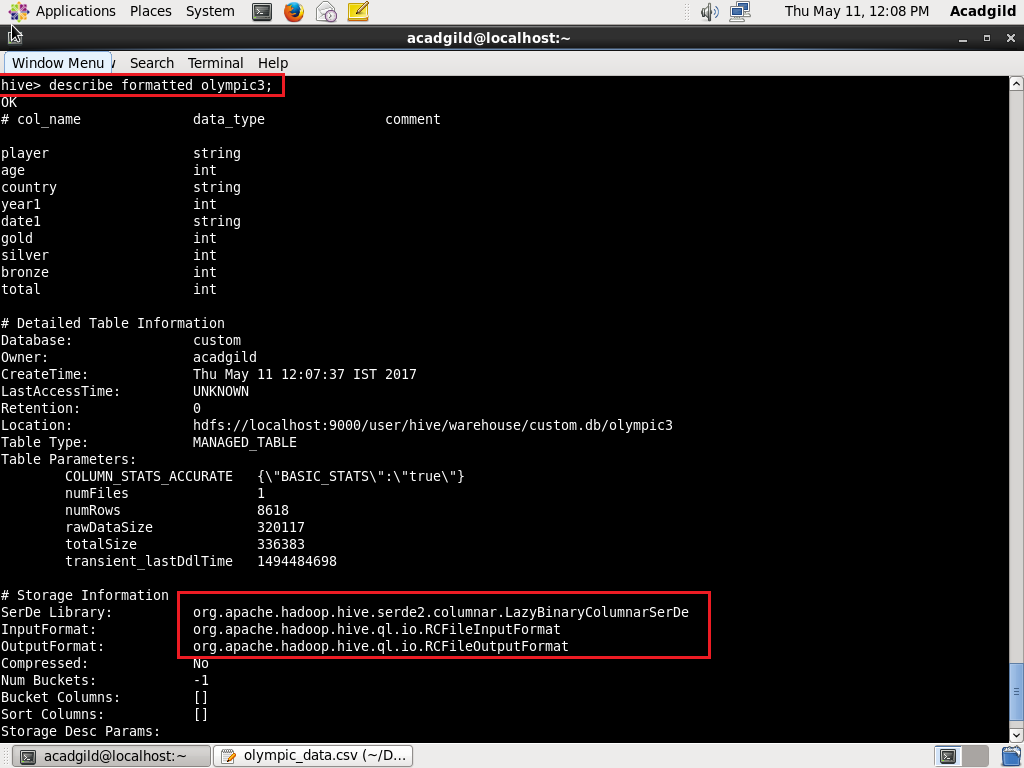 Applications Places System Thu May 11, 12:08 PM Acadgild
acadgild@localhost:~
Window Menu Search Terminal Help
hive> describe formatted olympic3;
OK
# col_name data_type comment
player string
age int
country string
year1 int
date1 string
gold int
silver int
bronze int
total int
# Detailed Table Information
Database: custom
Owner: acadgild
CreateTime: Thu May 11 12:07:37 IST 2017
LastAccessTime: UNKNOWN
Retention: 0
Location: hdfs://localhost:9000/user/hive/warehouse/custom.db/olympic3
Table Type: MANAGED_TABLE
Table Parameters:
COLUMN_STATS_ACCURATE {\"BASIC_STATS\":\"true\"}
numFiles 1
numRows 8618
rawDataSize 320117
totalSize 336383
transient_lastDdlTime 1494484698
# Storage Information
SerDe Library: org.apache.hadoop.hive.serde2.columnar.LazyBinaryColumnarSerDe
InputFormat: org.apache.hadoop.hive.ql.io.RCFileInputFormat
OutputFormat: org.apache.hadoop.hive.ql.io.RCFileOutputFormat
Compressed: No
Num Buckets: -1
Bucket Columns: []
Sort Columns: []
Storage Desc Params:
acadgild@localhost:~ olympic_data.csv (~/D...